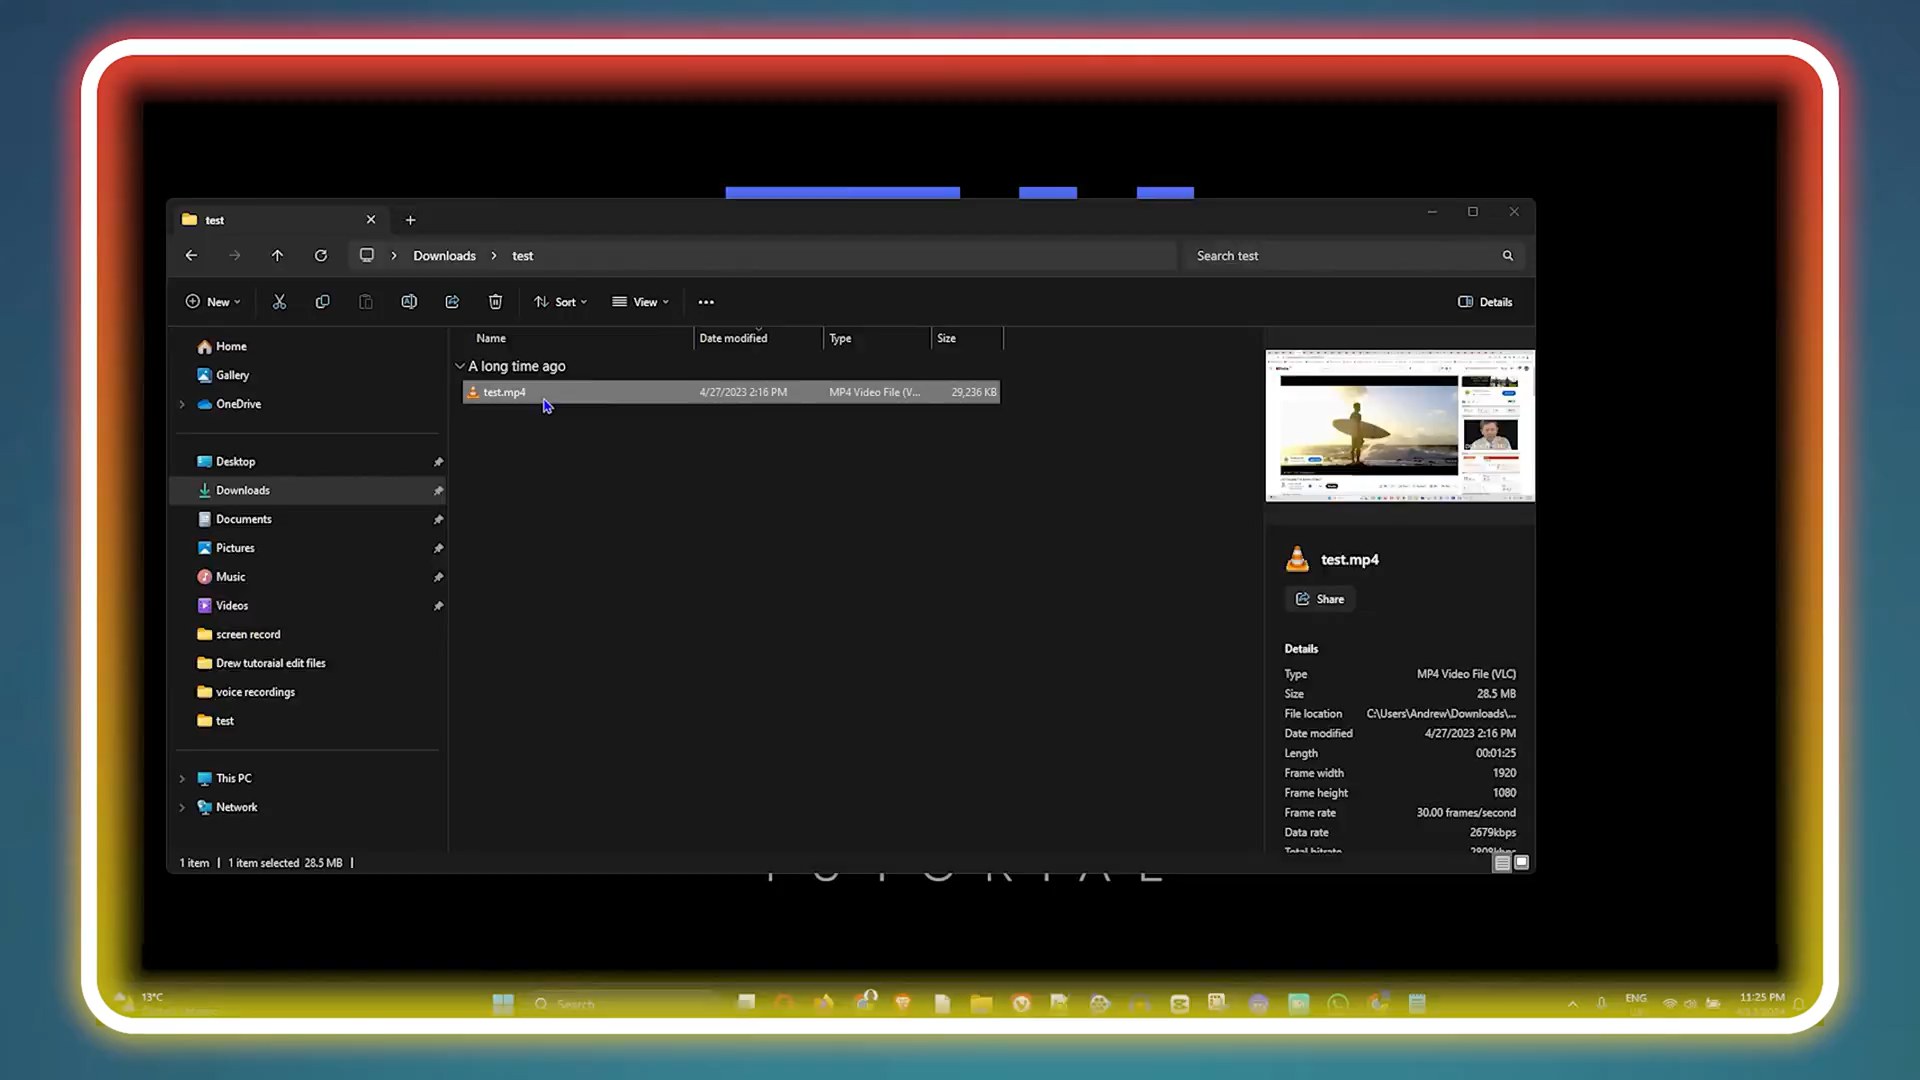 test
Downloads
test
Search test
New
Sort
View
Details
Home
Gallery
OneDrive
Desktop
Downloads
Documents
Pictures
Music
Videos
screen record
Drew tutoraial edit files
voice recordings
test
This PC
Network
Name Date modified Type Size
A long time ago
test.mp4 4/27/2023 2:16 PM MP4 Video File (V... 29,236 KB
test.mp4
Share
Details
Type MP4 Video File (VLC)
Size 28.5 MB
File location C:\Users\Andrew\Downloads\...
Date modified 4/27/2023 2:16 PM
Length 00:01:25
Frame width 1920
Frame height 1080
Frame rate 30.00 frames/second
Data rate 2679kbps
Total bitrate 2808kbps
1 item 1 item selected 28.5 MB
TUTORIAL
13°C
Search
ENG
11:25 PM